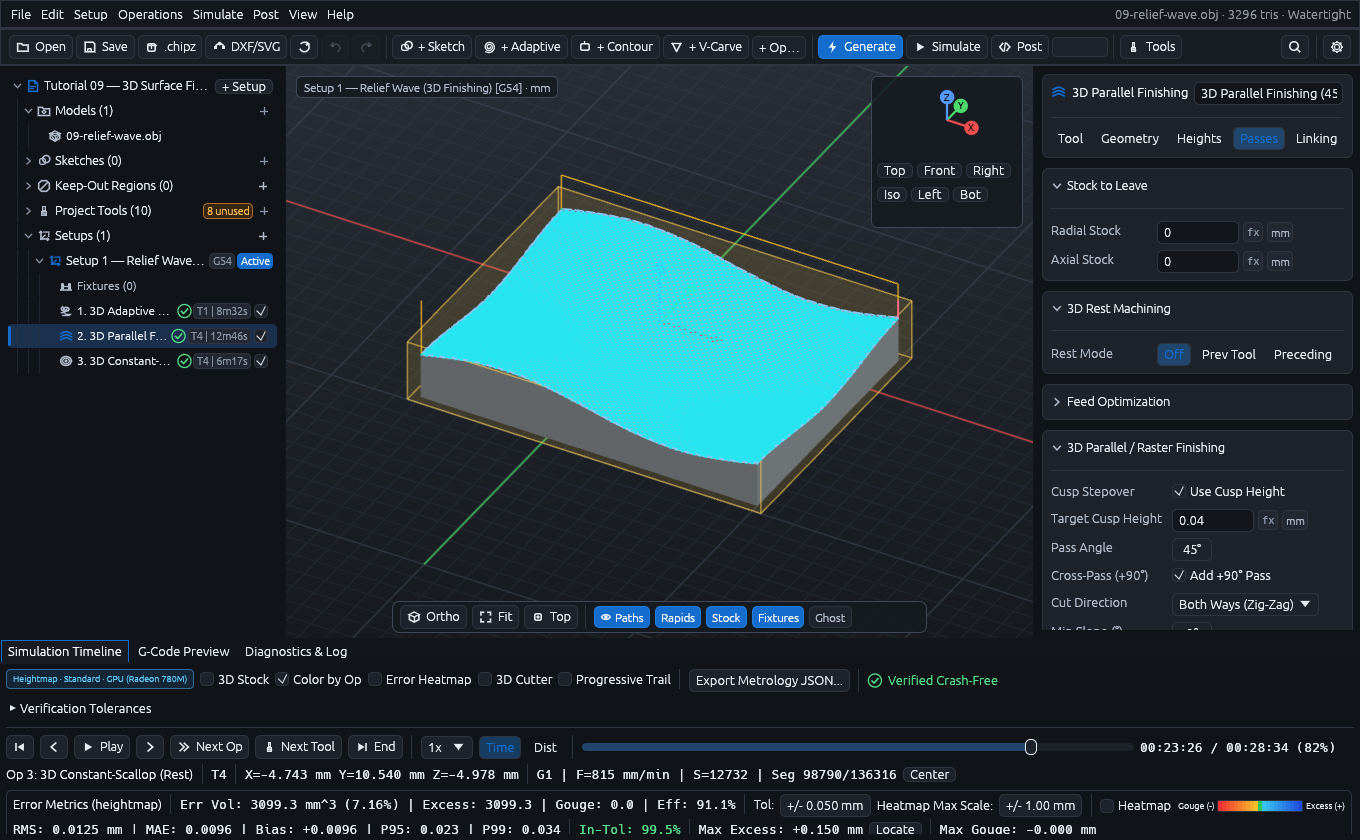 File Edit Setup Operations Simulate Post View Help 09-relief-wave.obj · 3296 tris · Watertight
Open Save .chipz DXF/SVG + Sketch + Adaptive + Contour + V-Carve + Op... Generate Simulate Post Tools
Tutorial 09 — 3D Surface Fi... + Setup
Models (1) +
09-relief-wave.obj
Sketches (0) +
Keep-Out Regions (0) +
Project Tools (10) 8 unused +
Setups (1) +
Setup 1 — Relief Wave... G54 Active
Fixtures (0)
1. 3D Adaptive ... T1 | 8m32s
2. 3D Parallel F... T4 | 12m46s
3. 3D Constant-... T4 | 6m17s
Setup 1 — Relief Wave (3D Finishing) [G54] · mm
Z
Y
X
Top Front Right
Iso Left Bot
Ortho Fit Top Paths Rapids Stock Fixtures Ghost
3D Parallel Finishing 3D Parallel Finishing (45
Tool Geometry Heights Passes Linking
Stock to Leave
Radial Stock 0 fx mm
Axial Stock 0 fx mm
3D Rest Machining
Rest Mode Off Prev Tool Preceding
Feed Optimization
3D Parallel / Raster Finishing
Cusp Stepover Use Cusp Height
Target Cusp Height 0.04 fx mm
Pass Angle 45°
Cross-Pass (+90°) Add +90° Pass
Cut Direction Both Ways (Zig-Zag)
Simulation Timeline G-Code Preview Diagnostics & Log
Heightmap · Standard · GPU (Radeon 780M) 3D Stock Color by Op Error Heatmap 3D Cutter Progressive Trail Export Metrology JSON... Verified Crash-Free
Verification Tolerances
Play Next Op Next Tool End 1x Time Dist 00:23:26 / 00:28:34 (82%)
Op 3: 3D Constant-Scallop (Rest) T4 X=-4.743 mm Y=10.540 mm Z=-4.978 mm G1 | F=815 mm/min | S=12732 | Seg 98790/136316 Center
Error Metrics (heightmap) Err Vol: 3099.3 mm^3 (7.16%) | Excess: 3099.3 | Gouge: 0.0 | Eff: 91.1% Tol: +/- 0.050 mm Heatmap Max Scale: +/- 1.00 mm Heatmap Gouge (-) Excess (+)
RMS: 0.0125 mm | MAE: 0.0096 | Bias: +0.0096 | P95: 0.023 | P99: 0.034 In-Tol: 99.5% Max Excess: +0.150 mm Locate Max Gouge: -0.000 mm